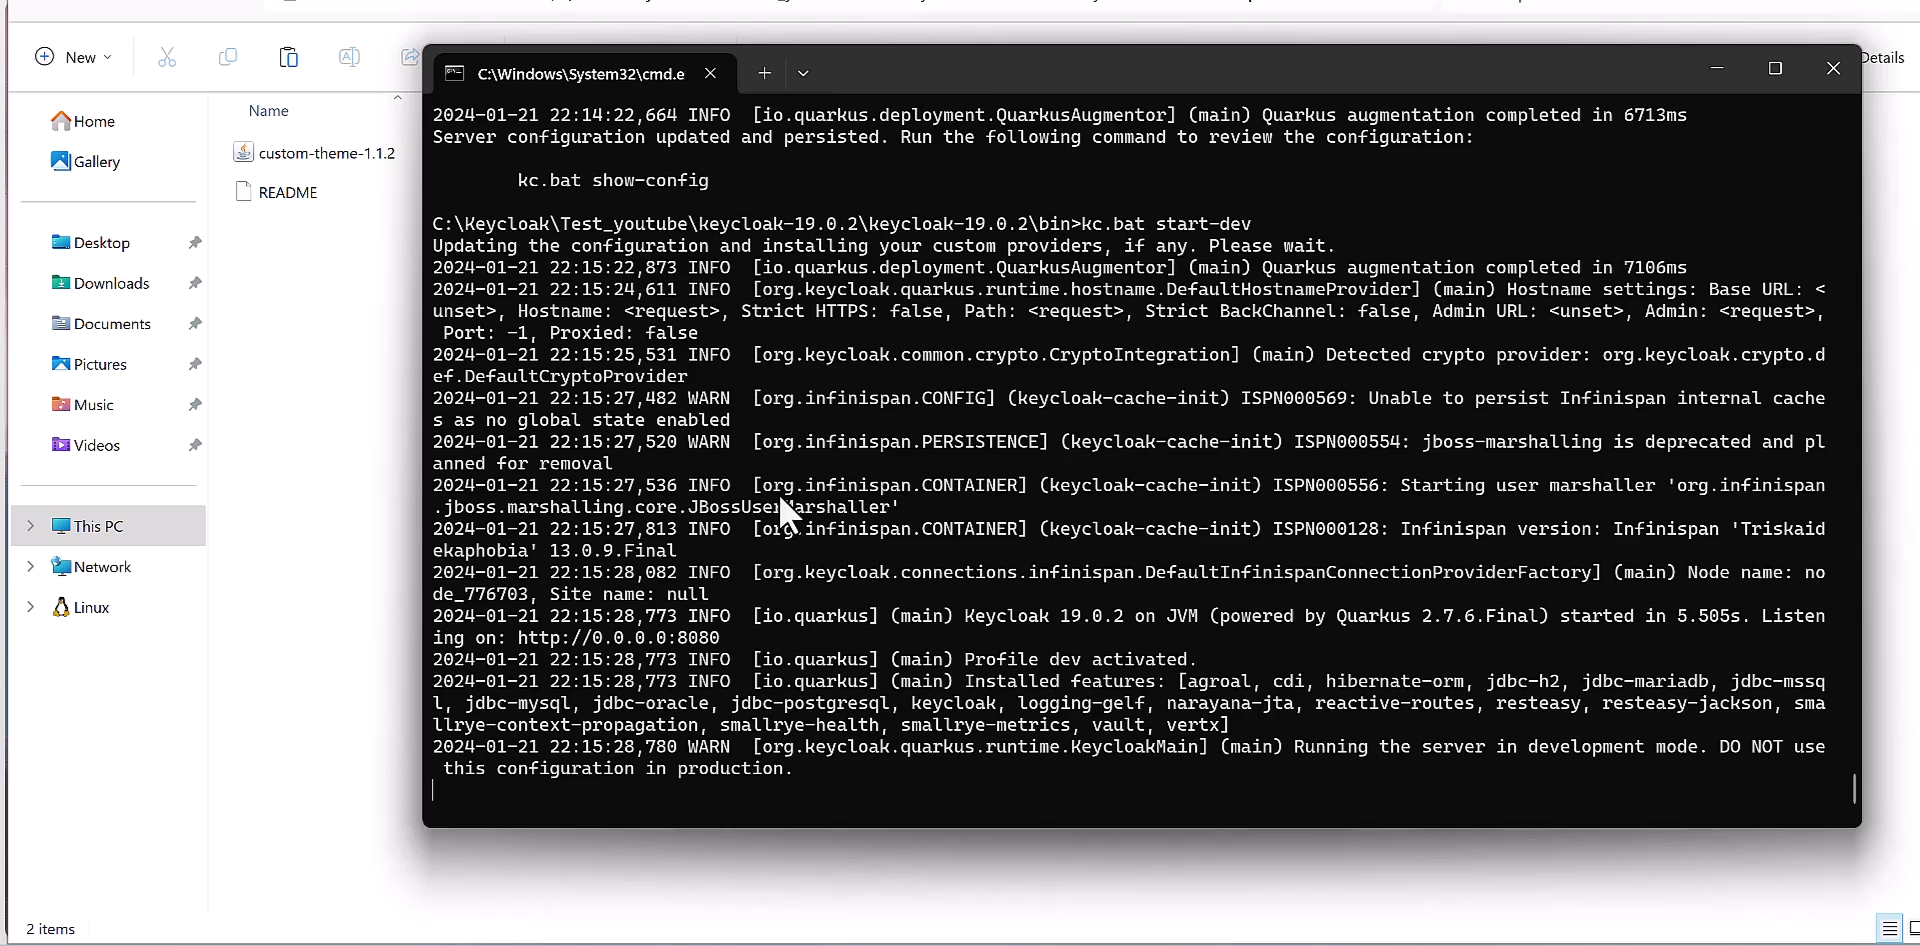 New
Details
Home
Gallery
Desktop
Downloads
Documents
Pictures
Music
Videos
This PC
Network
Linux
Name
custom-theme-1.1.2
README
2 items
C:\Windows\System32\cmd.e
2024-01-21 22:14:22,664 INFO  [io.quarkus.deployment.QuarkusAugmentor] (main) Quarkus augmentation completed in 6713ms
Server configuration updated and persisted. Run the following command to review the configuration:
kc.bat show-config
C:\Keycloak\Test_youtube\keycloak-19.0.2\keycloak-19.0.2\bin>kc.bat start-dev
Updating the configuration and installing your custom providers, if any. Please wait.
2024-01-21 22:15:22,873 INFO  [io.quarkus.deployment.QuarkusAugmentor] (main) Quarkus augmentation completed in 7106ms
2024-01-21 22:15:24,611 INFO  [org.keycloak.quarkus.runtime.hostname.DefaultHostnameProvider] (main) Hostname settings: Base URL: <
unset>, Hostname: <request>, Strict HTTPS: false, Path: <request>, Strict BackChannel: false, Admin URL: <unset>, Admin: <request>,
Port: -1, Proxied: false
2024-01-21 22:15:25,531 INFO  [org.keycloak.common.crypto.CryptoIntegration] (main) Detected crypto provider: org.keycloak.crypto.d
ef.DefaultCryptoProvider
2024-01-21 22:15:27,482 WARN  [org.infinispan.CONFIG] (keycloak-cache-init) ISPN000569: Unable to persist Infinispan internal cache
s as no global state enabled
2024-01-21 22:15:27,520 WARN  [org.infinispan.PERSISTENCE] (keycloak-cache-init) ISPN000554: jboss-marshalling is deprecated and pl
anned for removal
2024-01-21 22:15:27,536 INFO  [org.infinispan.CONTAINER] (keycloak-cache-init) ISPN000556: Starting user marshaller 'org.infinispan
.jboss.marshalling.core.JBossUserMarshaller'
2024-01-21 22:15:27,813 INFO  [org.infinispan.CONTAINER] (keycloak-cache-init) ISPN000128: Infinispan version: Infinispan 'Triskaid
ekaphobia' 13.0.9.Final
2024-01-21 22:15:28,082 INFO  [org.keycloak.connections.infinispan.DefaultInfinispanConnectionProviderFactory] (main) Node name: no
de_776703, Site name: null
2024-01-21 22:15:28,773 INFO  [io.quarkus] (main) Keycloak 19.0.2 on JVM (powered by Quarkus 2.7.6.Final) started in 5.505s. Listen
ing on: http://0.0.0.0:8080
2024-01-21 22:15:28,773 INFO  [io.quarkus] (main) Profile dev activated.
2024-01-21 22:15:28,773 INFO  [io.quarkus] (main) Installed features: [agroal, cdi, hibernate-orm, jdbc-h2, jdbc-mariadb, jdbc-mssq
l, jdbc-mysql, jdbc-oracle, jdbc-postgresql, keycloak, logging-gelf, narayana-jta, reactive-routes, resteasy, resteasy-jackson, sma
llrye-context-propagation, smallrye-health, smallrye-metrics, vault, vertx]
2024-01-21 22:15:28,780 WARN  [org.keycloak.quarkus.runtime.KeycloakMain] (main) Running the server in development mode. DO NOT use
this configuration in production.